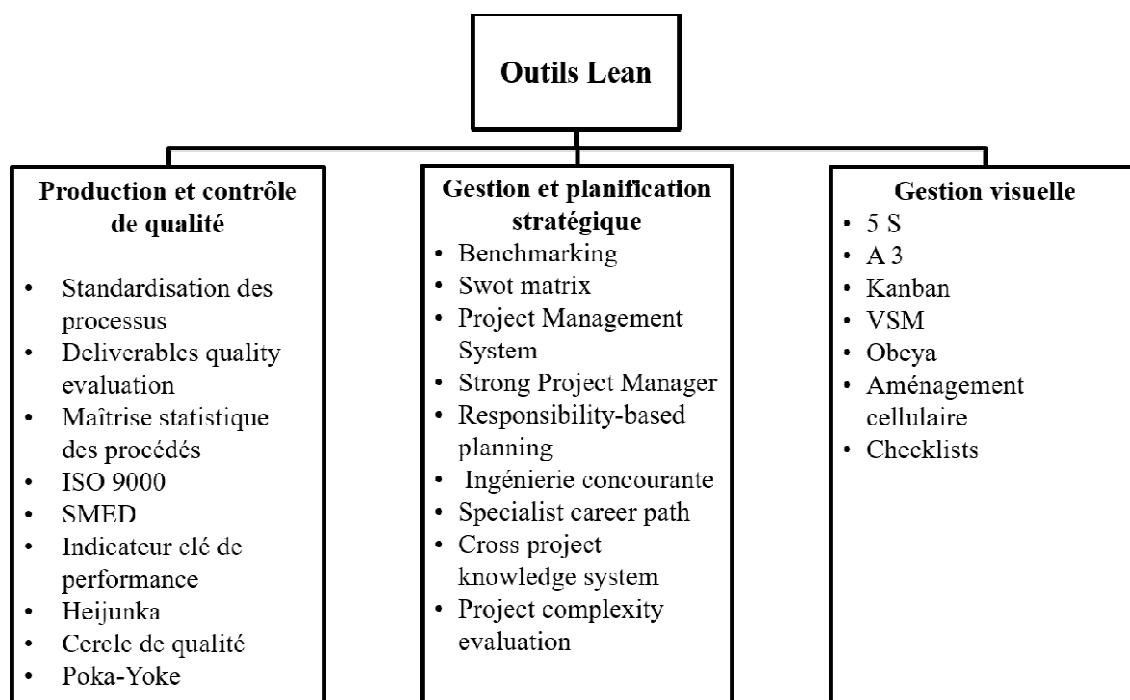 Outils Lean
Production et contrôle
de qualité
• Standardisation des
processus
• Deliverables quality
evaluation
• Maîtrise statistique
des procédés
• ISO 9000
• SMED
• Indicateur clé de
performance
• Heijunka
• Cercle de qualité
• Poka-Yoke
Gestion et planification
stratégique
• Benchmarking
• Swot matrix
• Project Management
System
• Strong Project Manager
• Responsibility-based
planning
• Ingénierie concourante
• Specialist career path
• Cross project
knowledge system
• Project complexity
evaluation
Gestion visuelle
• 5 S
• A 3
• Kanban
• VSM
• Obeya
• Aménagement
cellulaire
• Checklists